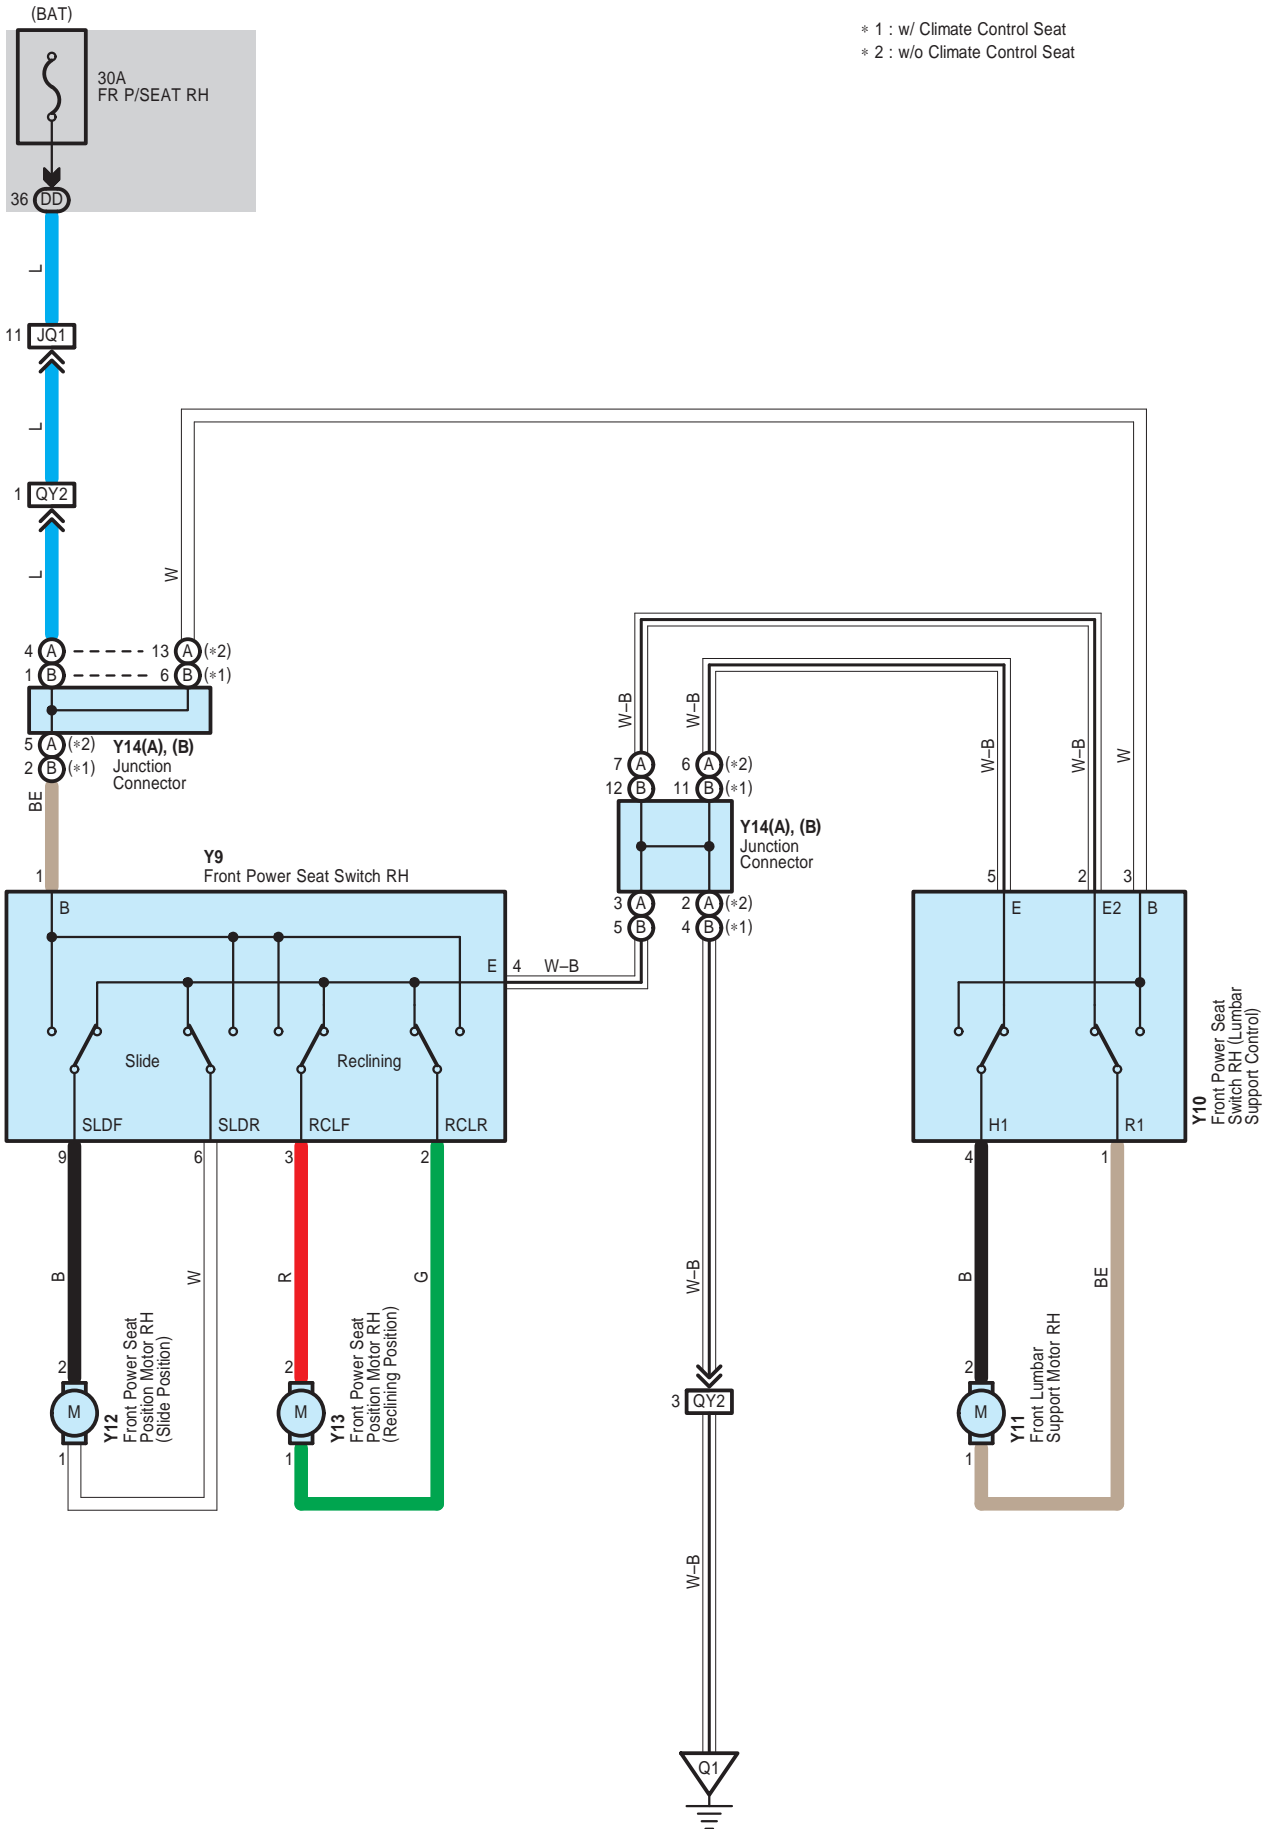 (BAT)
* 1 : w/ Climate Control Seat
* 2 : w/o Climate Control Seat
30A
FR P/SEAT RH
36 DD
L
11 JQ1
L
1 QY2
L
W
4 A 13 A (*2)
1 B 6 B (*1)
5 A (*2)
2 B (*1)
Y14(A), (B)
Junction
Connector
BE
W–B
W–B
7 A 6 A (*2)
12 B 11 B (*1)
Y14(A), (B)
Junction
Connector
3 A 2 A (*2)
5 B 4 B (*1)
W–B
W–B
W
Y9
Front Power Seat Switch RH
1
B
E 4 W–B
Slide
Reclining
SLDF
SLDR
RCLF
RCLR
9
6
3
2
5
2
3
E
E2
B
H1
R1
4
1
Y10
Front Power Seat
Switch RH (Lumbar
Support Control)
B
W
R
G
W–B
B
BE
2
M
1
Y12
Front Power Seat
Position Motor RH
(Slide Position)
2
M
1
Y13
Front Power Seat
Position Motor RH
(Reclining Position)
3 QY2
2
M
1
Y11
Front Lumbar
Support Motor RH
W–B
Q1